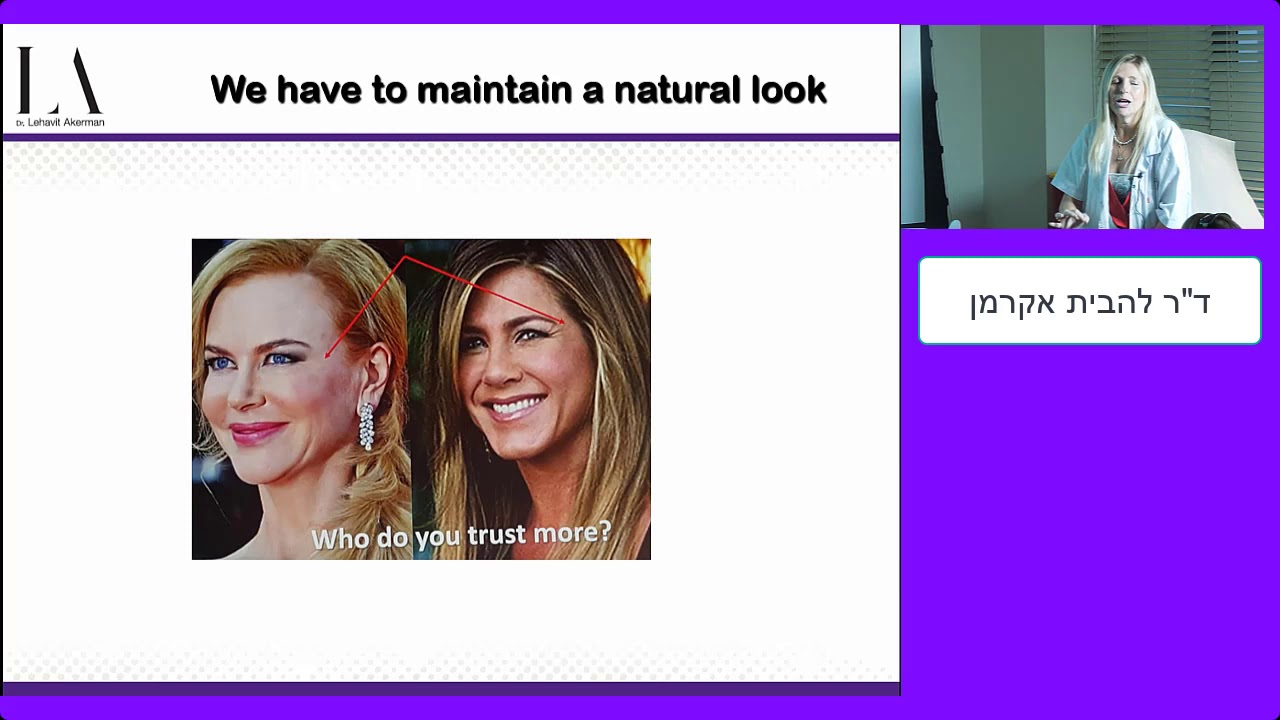 LA
Dr. Lehavit Akerman
We have to maintain a natural look
Who do you trust more?
ד"ר להבית אקרמן